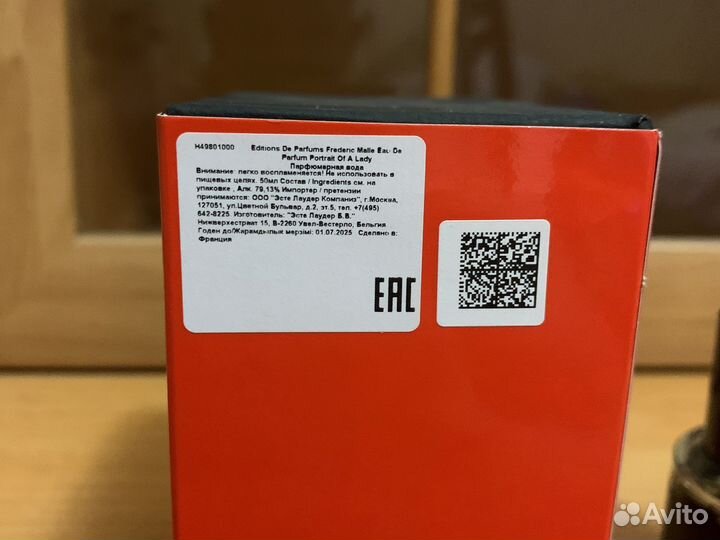 H49801000 Editions De Parfums Frederic Malle Eau De
Parfum Portrait Of A Lady
Парфюмерная вода
Внимание: легко воспламеняется! Не использовать в
пищевых целях. 50мл Состав / Ingredients см. на
упаковке , Алк. 79,13% Импортер / претензии
принимаются: ООО "Эсте Лаудер Компаниз", г.Москва,
127051, ул.Цветной Бульвар, д.2, эт.5, тел. +7(495)
642-8225. Изготовитель: "Эсте Лаудер Б.В."
Нижверхестраат 15, B-2260 Увел-Вестерло, Бельгия
Годен до/Жарамдылык мерзімі: 01.07.2025 Сделано в:
Франция
EAC
Avito